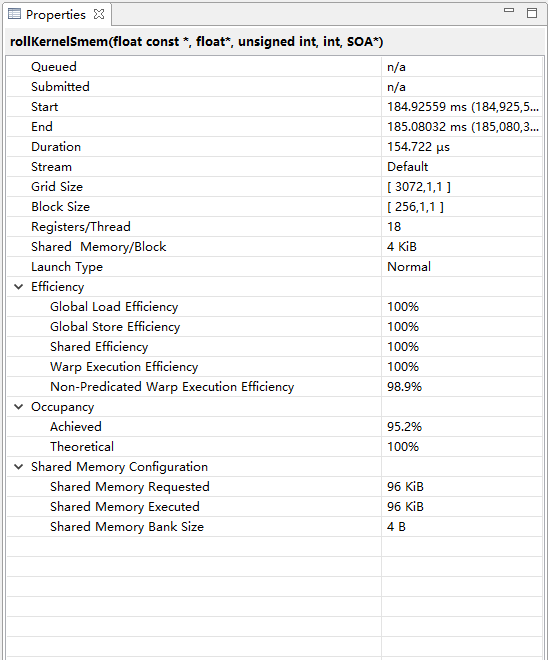 Properties
rollKernelSmem(float const *, float*, unsigned int, int, SOA*)
Queued n/a
Submitted n/a
Start 184.92559 ms (184,925,5...
End 185.08032 ms (185,080,3...
Duration 154.722 μs
Stream Default
Grid Size [ 3072,1,1 ]
Block Size [ 256,1,1 ]
Registers/Thread 18
Shared Memory/Block 4 KiB
Launch Type Normal
Efficiency
Global Load Efficiency 100%
Global Store Efficiency 100%
Shared Efficiency 100%
Warp Execution Efficiency 100%
Non-Predicated Warp Execution Efficiency 98.9%
Occupancy
Achieved 95.2%
Theoretical 100%
Shared Memory Configuration
Shared Memory Requested 96 KiB
Shared Memory Executed 96 KiB
Shared Memory Bank Size 4 B